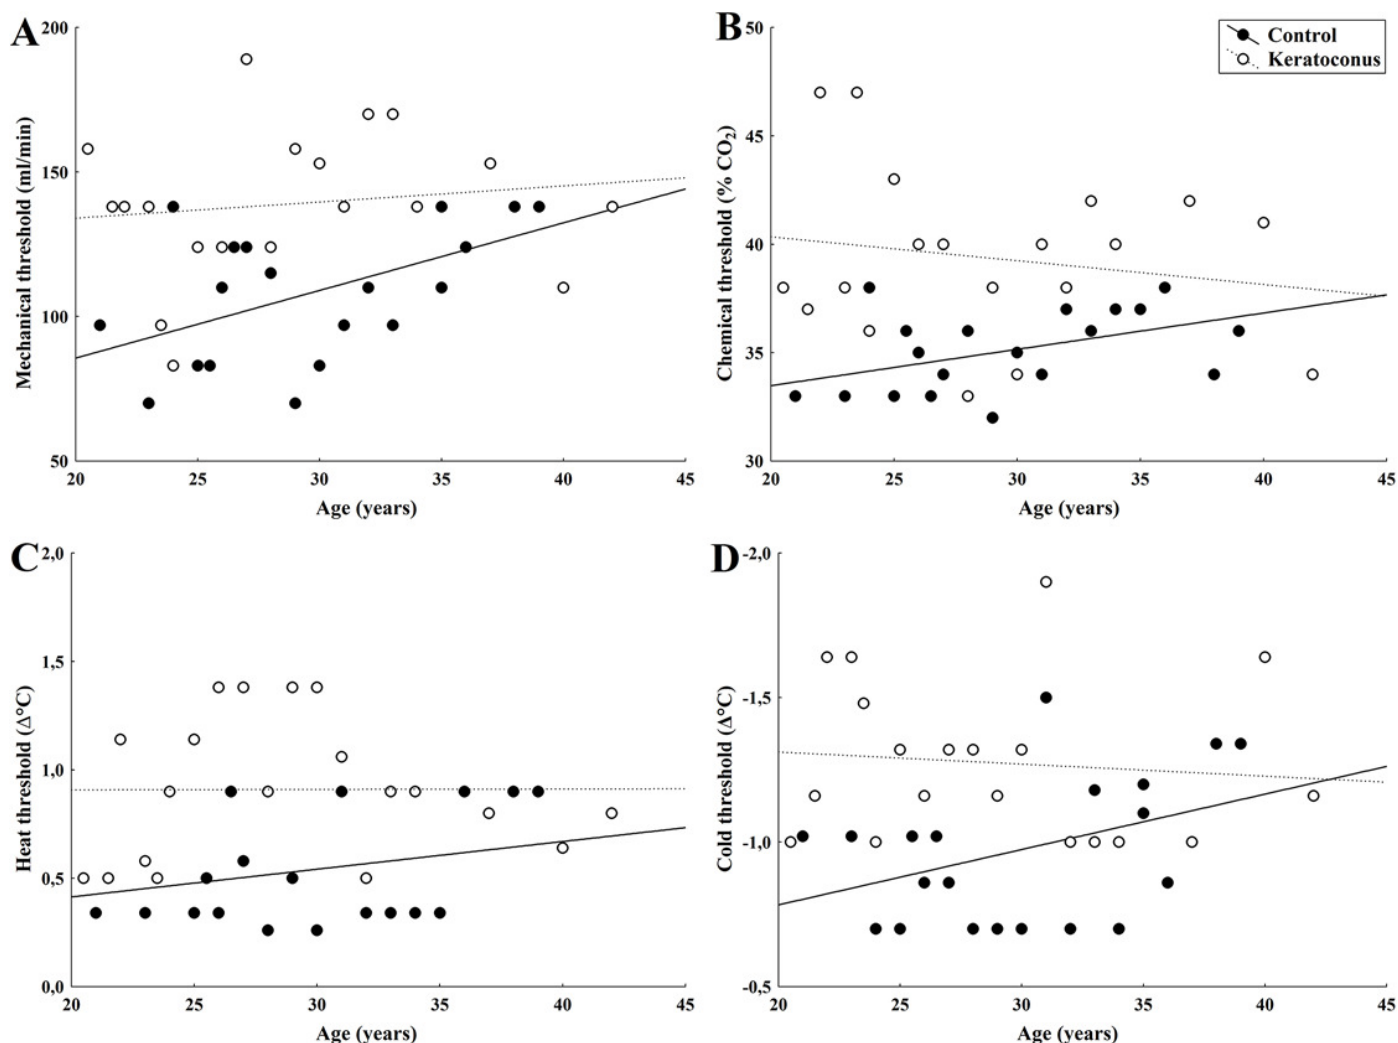 A
Mechanical threshold (ml/min)
200
150
100
50
20 25 30 35 40 45
Age (years)
B
Control
Keratoconus
Chemical threshold (% CO₂)
50
45
40
35
30
20 25 30 35 40 45
Age (years)
C
Heat threshold (Δ°C)
2,0
1,5
1,0
0,5
0,0
20 25 30 35 40 45
Age (years)
D
Cold threshold (Δ°C)
-2,0
-1,5
-1,0
-0,5
20 25 30 35 40 45
Age (years)